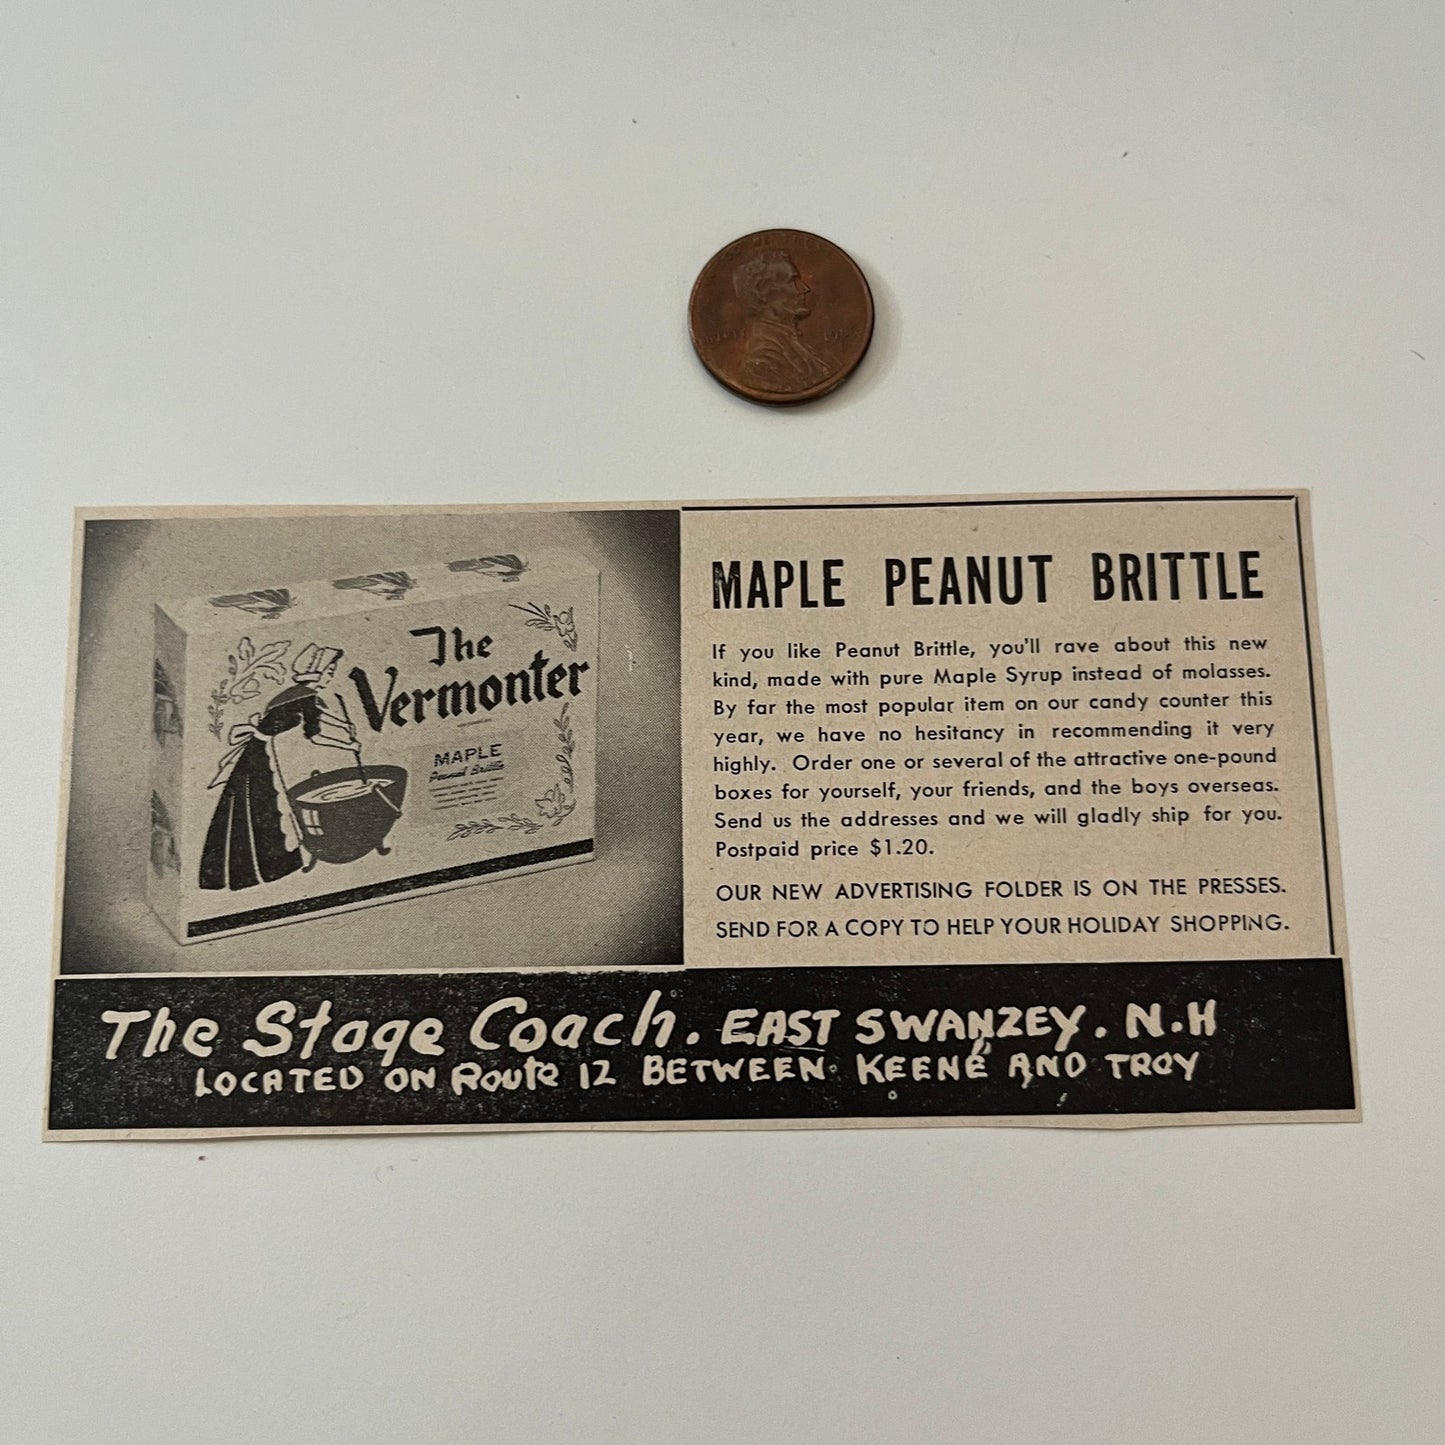 The
Vermonter
MAPLE
Peanut Brittle
MAPLE PEANUT BRITTLE
If you like Peanut Brittle, you'll rave about this new
kind, made with pure Maple Syrup instead of molasses.
By far the most popular item on our candy counter this
year, we have no hesitancy in recommending it very
highly. Order one or several of the attractive one-pound
boxes for yourself, your friends, and the boys overseas.
Send us the addresses and we will gladly ship for you.
Postpaid price $1.20.
OUR NEW ADVERTISING FOLDER IS ON THE PRESSES.
SEND FOR A COPY TO HELP YOUR HOLIDAY SHOPPING.
The Stage Coach. EAST SWANZEY. N.H
LOCATED ON Route 12 BETWEEN KEENE AND TROY